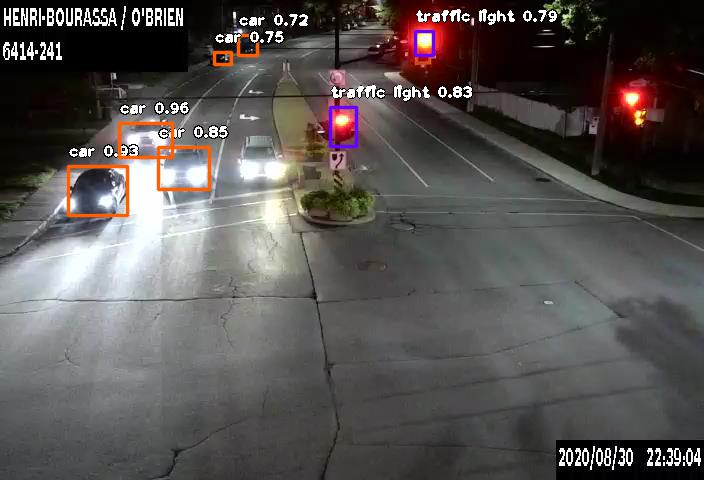 HENRI-BOURASSA / O'BRIEN
6414-241
car 0.72
car 0.75
traffic light 0.79
traffic light 0.83
car 0.96
car 0.85
car 0.93
2020/08/30 22:39:04